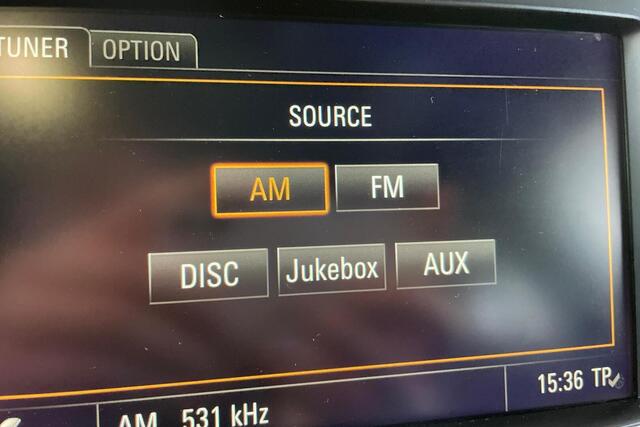 TUNER OPTION
SOURCE
AM FM
DISC Jukebox AUX
15:36 TP
AM 531 kHz